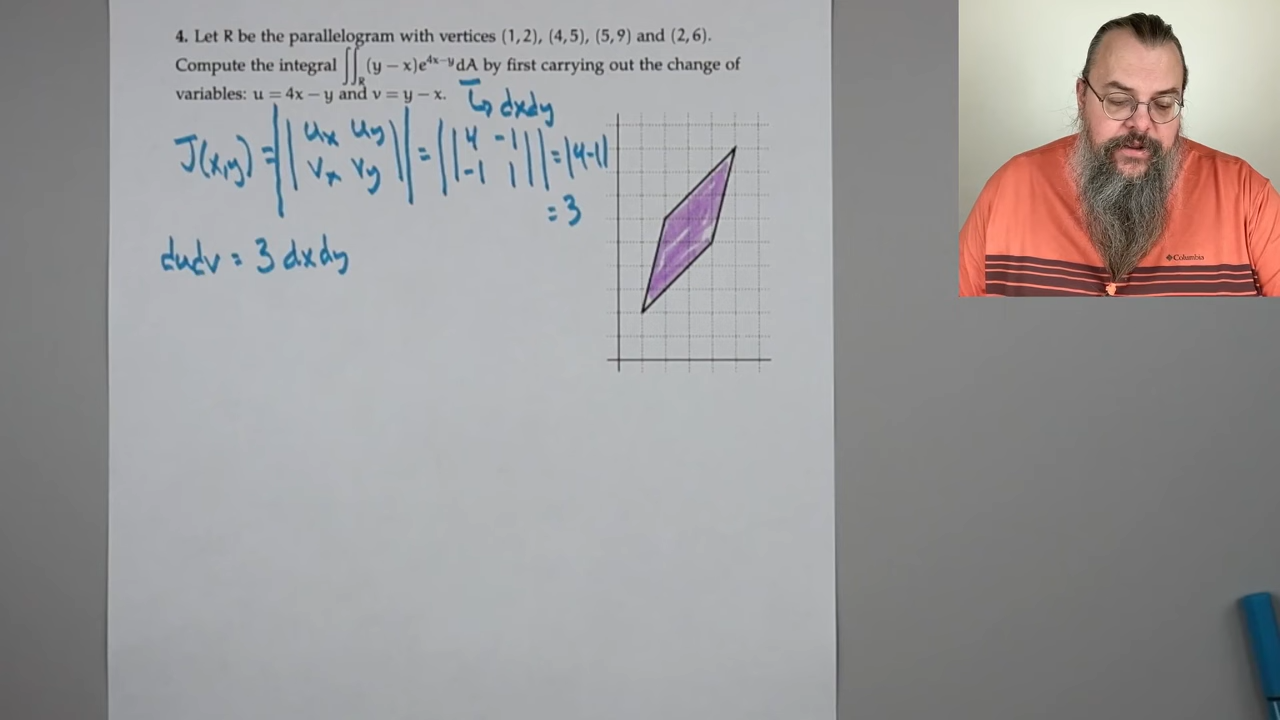 4. Let R be the parallelogram with vertices (1, 2), (4, 5), (5, 9) and (2, 6).
Compute the integral ∬_R (y − x)e^{4x−y} dA by first carrying out the change of
variables: u = 4x − y and v = y − x.
↳ dxdy
J(x,y) = || u_x u_y ; v_x v_y || = || 4 -1 ; -1 1 || = |4-1|
= 3
dudv = 3 dxdy
Columbia